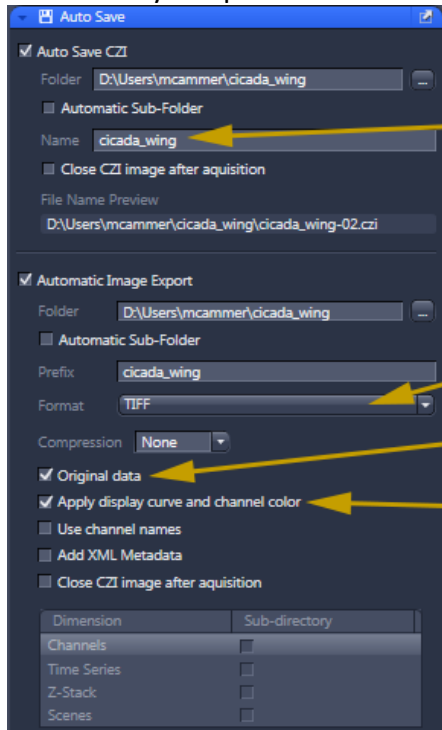 Auto Save
Auto Save CZI
Folder D:\Users\mcammer\cicada_wing ...
Automatic Sub-Folder
Name cicada_wing
Close CZI image after aquisition
File Name Preview
D:\Users\mcammer\cicada_wing\cicada_wing-02.czi
Automatic Image Export
Folder D:\Users\mcammer\cicada_wing ...
Automatic Sub-Folder
Prefix cicada_wing
Format TIFF
Compression None
Original data
Apply display curve and channel color
Use channel names
Add XML Metadata
Close CZI image after aquisition
Dimension Sub-directory
Channels
Time Series
Z-Stack
Scenes